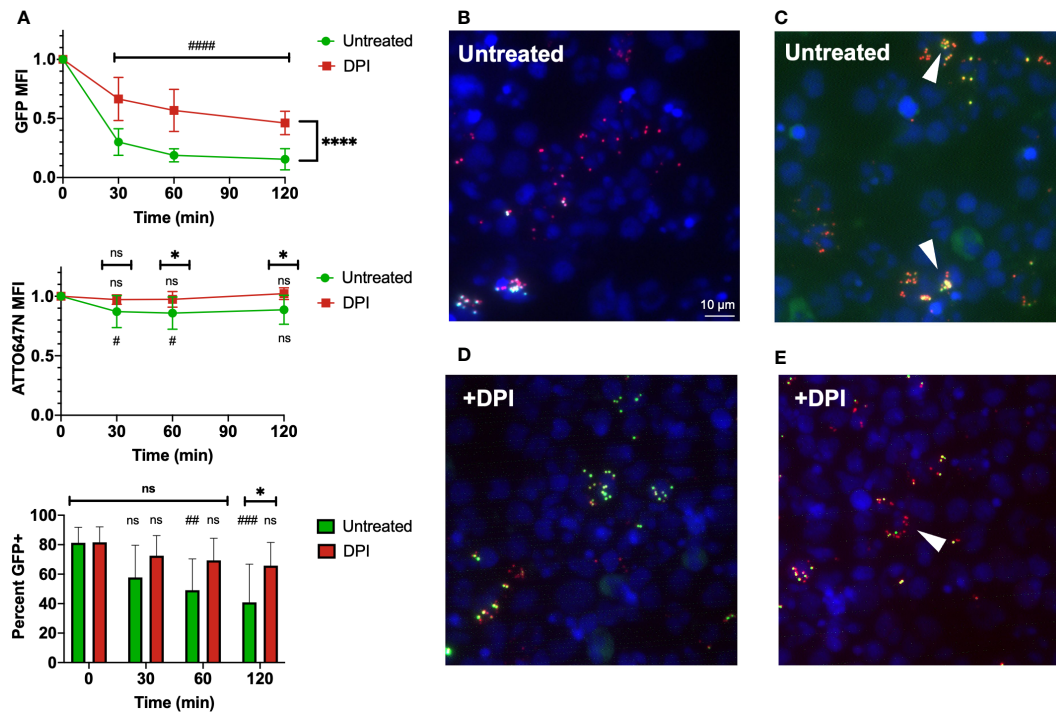 A
####
1.0
0.5
0.0
GFP MFI
0 30 60 90 120
Time (min)
Untreated
DPI
****
ns * *
ns ns ns
1.0
0.5
0.0
ATTO647N MFI
# # ns
0 30 60 90 120
Time (min)
Untreated
DPI
ns *
ns ns ## ns ### ns
100
80
60
40
20
0
Percent GFP+
0 30 60 120
Time (min)
Untreated
DPI
B
Untreated
10 µm
C
Untreated
D
+DPI
E
+DPI